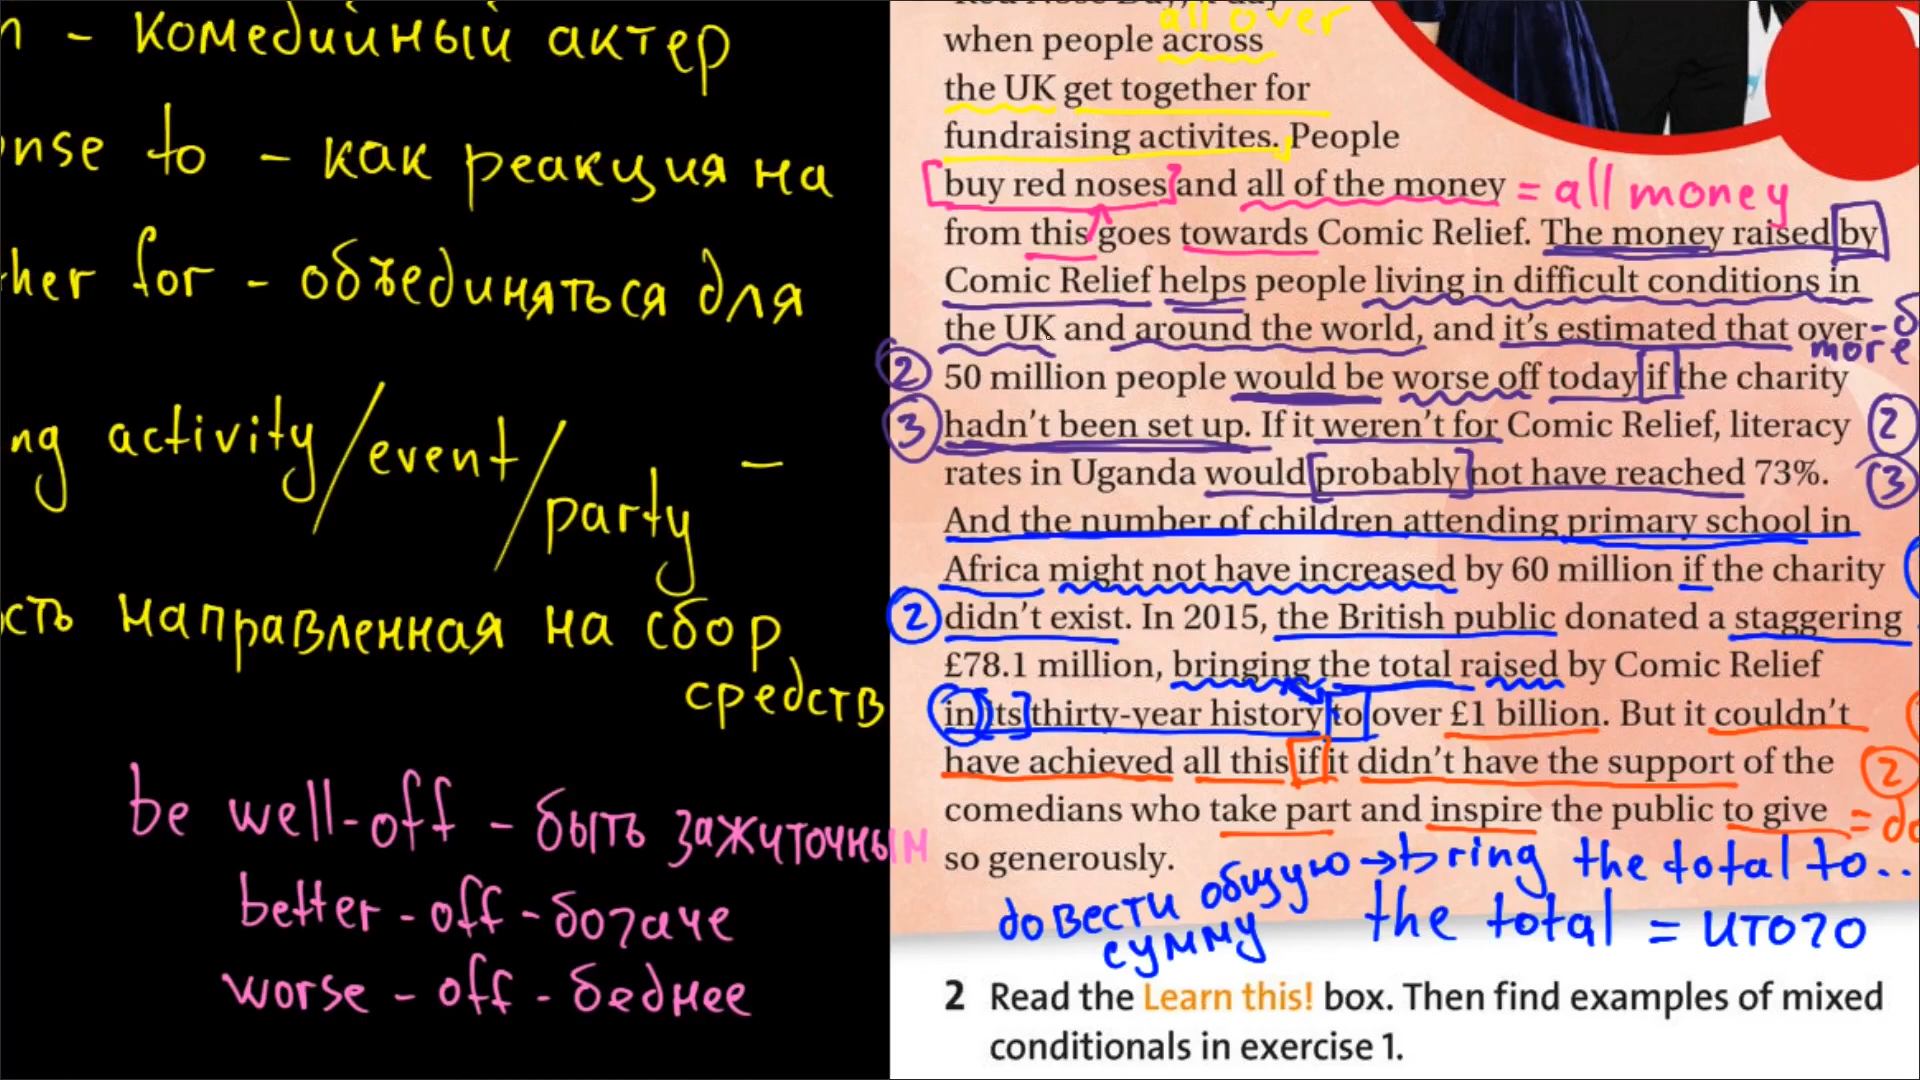 - комедийный актер
nse to - как реакция на
her for - объединяться для
ng activity/event/
party -
сть направленная на сбор
средств
be well-off - быть зажиточным
better-off - богаче
worse-off - беднее
all over
when people across
the UK get together for
fundraising activites. People
buy red noses and all of the money = all money
from this goes towards Comic Relief. The money raised by
Comic Relief helps people living in difficult conditions in
the UK and around the world, and it's estimated that over
more
2 50 million people would be worse off today if the charity
3 hadn't been set up. If it weren't for Comic Relief, literacy 2
rates in Uganda would probably not have reached 73%. 3
And the number of children attending primary school in
Africa might not have increased by 60 million if the charity
2 didn't exist. In 2015, the British public donated a staggering
£78.1 million, bringing the total raised by Comic Relief
in its thirty-year history to over £1 billion. But it couldn't
have achieved all this if it didn't have the support of the 2
comedians who take part and inspire the public to give =
so generously.
довести общую → bring the total to..
сумму the total = итого
2 Read the Learn this! box. Then find examples of mixed
conditionals in exercise 1.